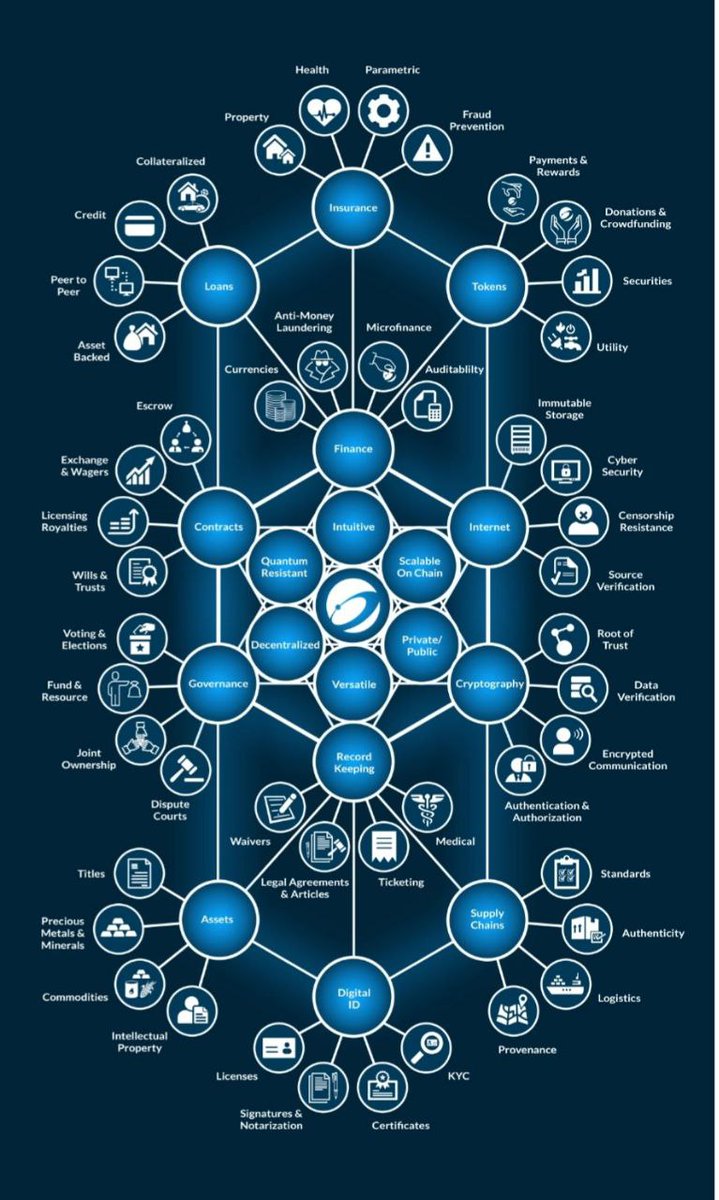 Health
Parametric
Property
Fraud
Prevention
Insurance
Collateralized
Credit
Peer to
Peer
Asset
Backed
Loans
Payments &
Rewards
Donations &
Crowdfunding
Securities
Utility
Tokens
Anti-Money
Laundering
Microfinance
Currencies
Auditablilty
Finance
Escrow
Exchange
& Wagers
Licensing
Royalties
Wills &
Trusts
Contracts
Immutable
Storage
Cyber
Security
Censorship
Resistance
Source
Verification
Internet
Intuitive
Quantum
Resistant
Scalable
On Chain
Decentralized
Private/
Public
Versatile
Voting &
Elections
Fund &
Resource
Joint
Ownership
Dispute
Courts
Governance
Root of
Trust
Data
Verification
Encrypted
Communication
Authentication &
Authorization
Cryptography
Record
Keeping
Waivers
Legal Agreements
& Articles
Ticketing
Medical
Titles
Precious
Metals &
Minerals
Commodities
Intellectual
Property
Assets
Standards
Authenticity
Logistics
Provenance
Supply
Chains
Digital
ID
Licenses
Signatures &
Notarization
Certificates
KYC